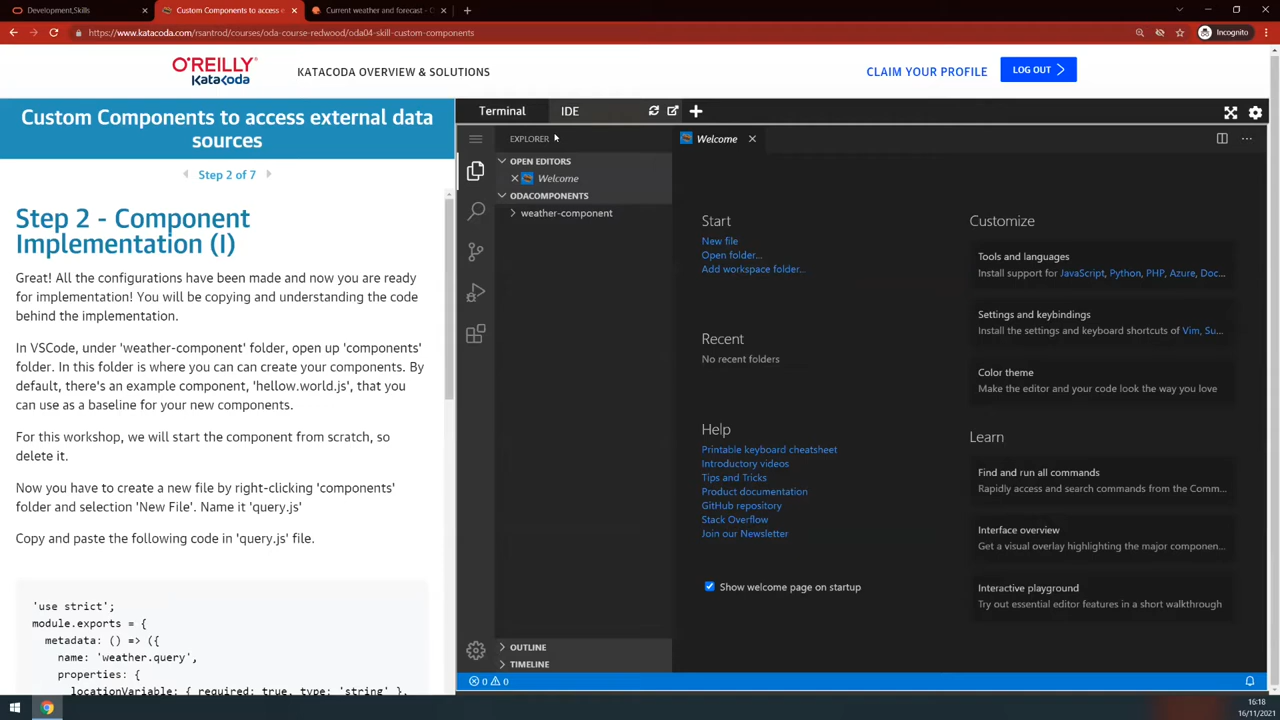 Development,Skills
Custom Components to access e
Current weather and forecast - O
https://www.katacoda.com/rsantrod/courses/oda-course-redwood/oda04-skill-custom-components
Incognito
O'REILLY
Katakoda
KATACODA OVERVIEW & SOLUTIONS
CLAIM YOUR PROFILE
LOG OUT
Custom Components to access external data
sources
Step 2 of 7
Step 2 - Component
Implementation (I)
Great! All the configurations have been made and now you are ready
for implementation! You will be copying and understanding the code
behind the implementation.
In VSCode, under 'weather-component' folder, open up 'components'
folder. In this folder is where you can can create your components. By
default, there's an example component, 'hellow.world.js', that you
can use as a baseline for your new components.
For this workshop, we will start the component from scratch, so
delete it.
Now you have to create a new file by right-clicking 'components'
folder and selection 'New File'. Name it 'query.js'
Copy and paste the following code in 'query.js' file.
'use strict';
module.exports = {
metadata: () => ({
name: 'weather.query',
properties: {
locationVariable: { required: true, type: 'string' },
Terminal
IDE
EXPLORER
OPEN EDITORS
Welcome
ODACOMPONENTS
weather-component
OUTLINE
TIMELINE
Welcome
Start
New file
Open folder...
Add workspace folder...
Recent
No recent folders
Help
Printable keyboard cheatsheet
Introductory videos
Tips and Tricks
Product documentation
GitHub repository
Stack Overflow
Join our Newsletter
Show welcome page on startup
Customize
Tools and languages
Install support for JavaScript, Python, PHP, Azure, Doc...
Settings and keybindings
Install the settings and keyboard shortcuts of Vim, Su...
Color theme
Make the editor and your code look the way you love
Learn
Find and run all commands
Rapidly access and search commands from the Comm...
Interface overview
Get a visual overlay highlighting the major componen...
Interactive playground
Try out essential editor features in a short walkthrough
0 0
16:18
16/11/2021